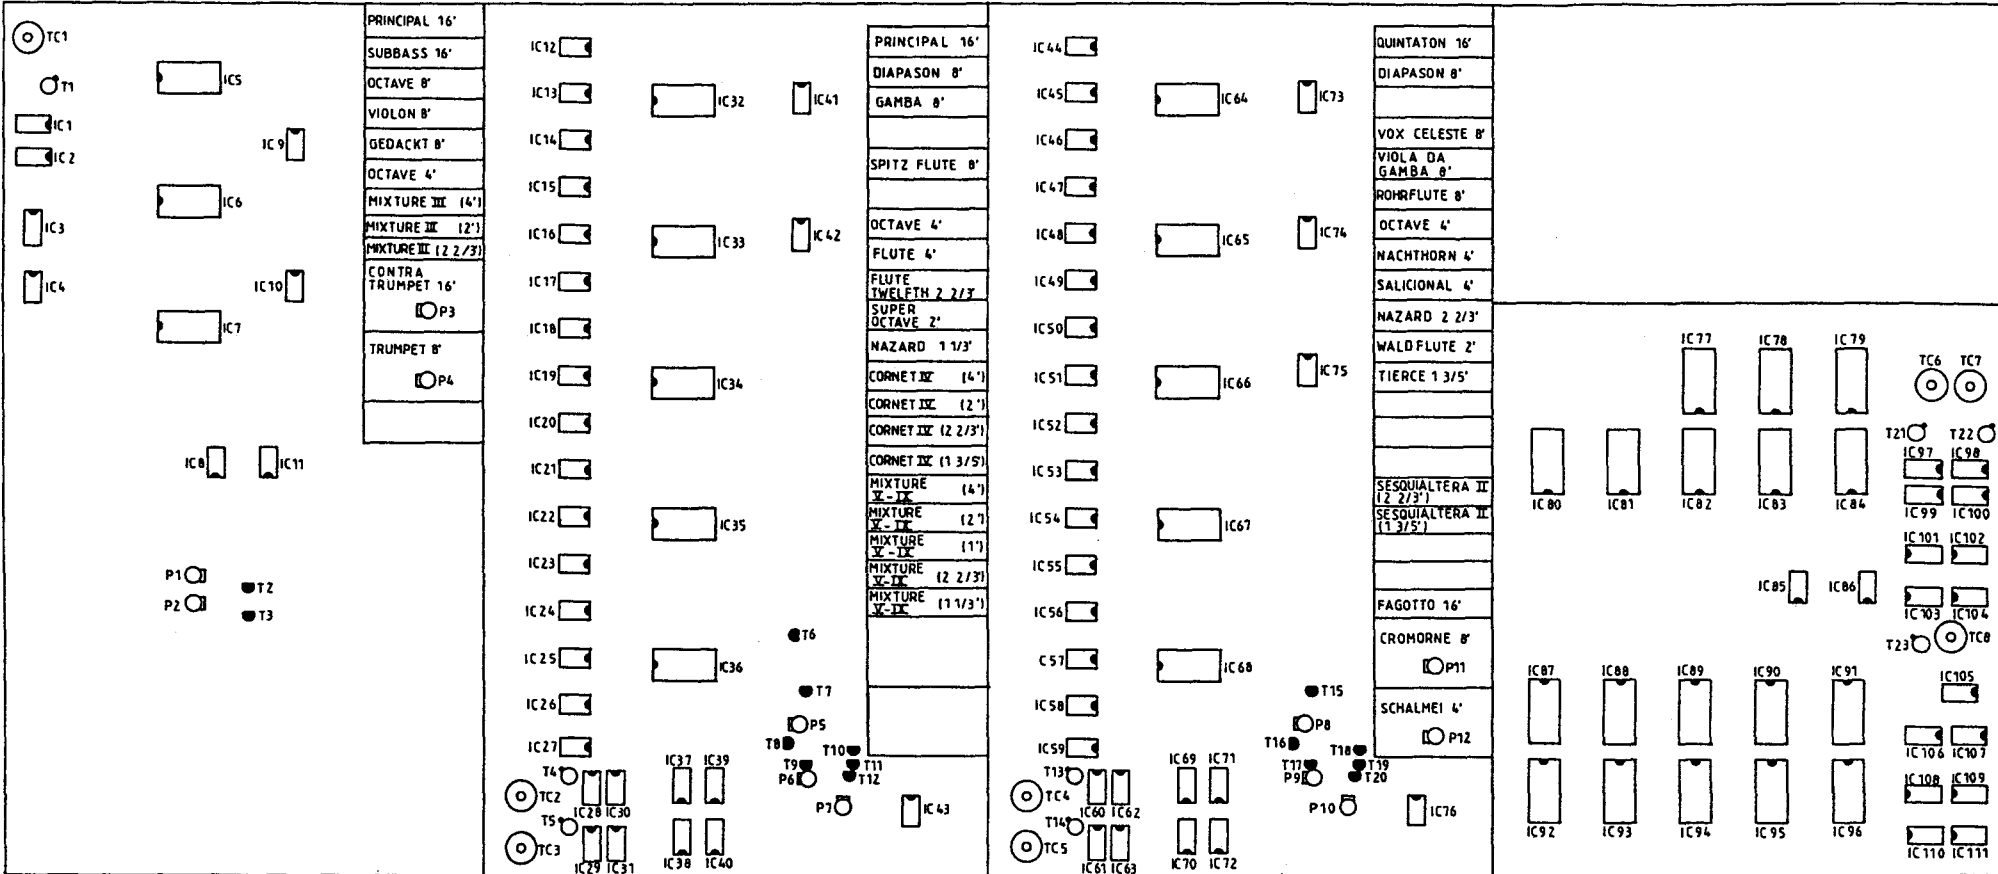 TC1
T1
IC1
IC2
IC3
IC4
IC5
IC6
IC7
IC8
IC9
IC10
IC11
P1
P2
T2
T3
PRINCIPAL 16'
SUBBASS 16'
OCTAVE 8'
VIOLON 8'
GEDACKT 8'
OCTAVE 4'
MIXTURE III (4')
MIXTURE III (2')
MIXTURE III (2 2/3)
CONTRA
TRUMPET 16'
P3
TRUMPET 8'
P4
IC12
IC13
IC14
IC15
IC16
IC17
IC18
IC19
IC20
IC21
IC22
IC23
IC24
IC25
IC26
IC27
T4
TC2
T5
TC3
IC28
IC30
IC29
IC31
IC32
IC33
IC34
IC35
IC36
IC37
IC39
IC38
IC40
IC41
IC42
T6
T7
P5
T8
T10
T9
T11
P6
T12
P7
IC43
PRINCIPAL 16'
DIAPASON 8'
GAMBA 8'
SPITZ FLUTE 8'
OCTAVE 4'
FLUTE 4'
FLUTE
TWELFTH 2 2/3'
SUPER
OCTAVE 2'
NAZARD 1 1/3'
CORNET IV (4')
CORNET IV (2')
CORNET IV (2 2/3')
CORNET IV (1 3/5')
MIXTURE
V-IX (4')
MIXTURE
V-IX (2')
MIXTURE
V-IX (1')
MIXTURE
V-IX (2 2/3')
MIXTURE
V-IX (1 1/3')
IC44
IC45
IC46
IC47
IC48
IC49
IC50
IC51
IC52
IC53
IC54
IC55
IC56
C57
IC58
IC59
T13
TC4
T14
TC5
IC60
IC62
IC61
IC63
IC64
IC65
IC66
IC67
IC68
IC69
IC71
IC70
IC72
IC73
IC74
IC75
T15
P8
T16
T18
T17
T19
P9
T20
P10
IC76
QUINTATON 16'
DIAPASON 8'
VOX CELESTE 8'
VIOLA DA
GAMBA 8'
ROHRFLUTE 8'
OCTAVE 4'
NACHTHORN 4'
SALICIONAL 4'
NAZARD 2 2/3'
WALDFLUTE 2'
TIERCE 1 3/5'
SESQUIALTERA II
(2 2/3')
SESQUIALTERA II
(1 3/5')
FAGOTTO 16'
CROMORNE 8'
P11
SCHALMEI 4'
P12
IC77
IC78
IC79
TC6
TC7
T21
T22
IC97
IC98
IC80
IC81
IC82
IC83
IC84
IC99
IC100
IC101
IC102
IC85
IC86
IC103
IC104
T23
TC8
IC87
IC88
IC89
IC90
IC91
IC105
IC106
IC107
IC108
IC109
IC92
IC93
IC94
IC95
IC96
IC110
IC111